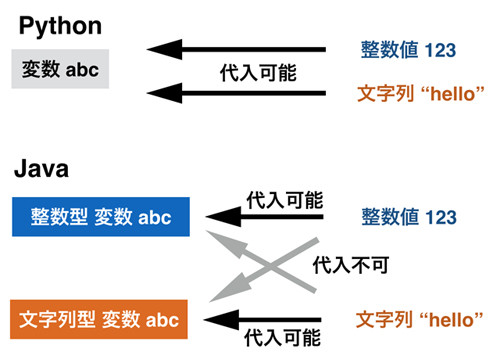 Python
変数 abc
代入可能
整数値 123
文字列 “hello”
Java
整数型 変数 abc
代入可能
整数値 123
代入不可
文字列型 変数 abc
代入可能
文字列 “hello”